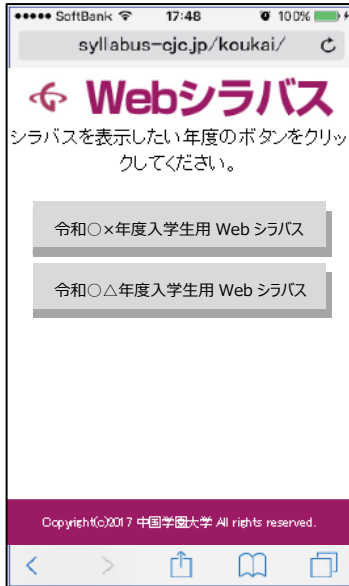 SoftBank 17:48 100%
syllabus-cjc.jp/koukai/
Webシラバス
シラバスを表示したい年度のボタンをクリッ
クしてください。
令和○×年度入学生用 Web シラバス
令和○△年度入学生用 Web シラバス
Copyright(c)2017 中国学園大学 All rights reserved.